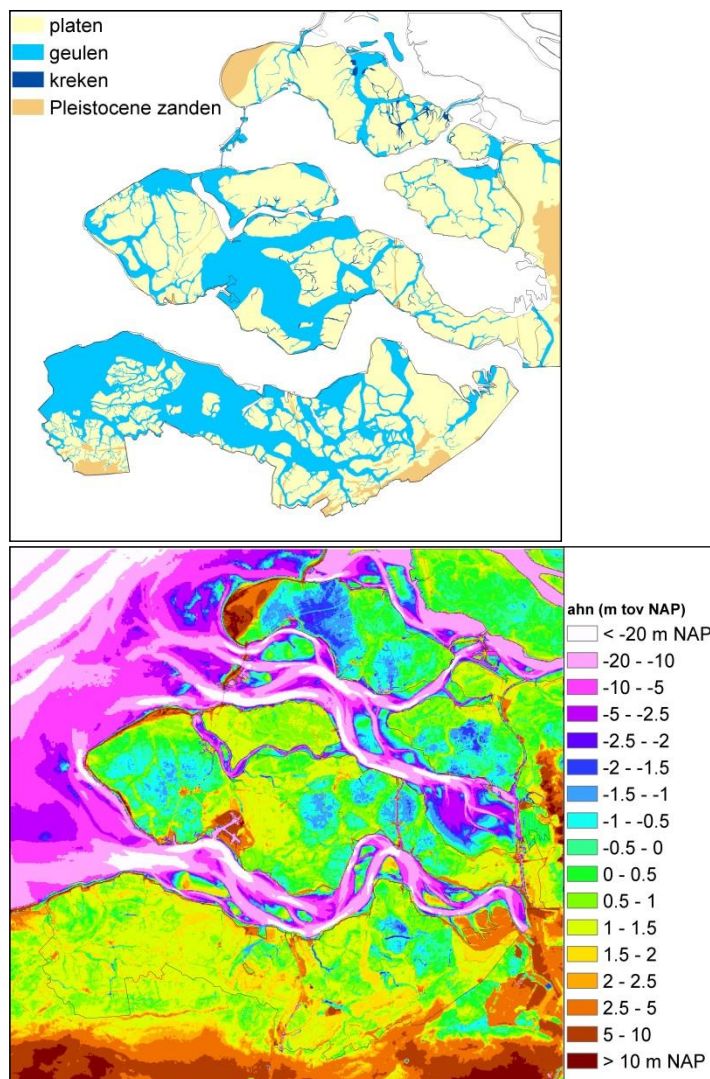 platen
geulen
kreken
Pleistocene zanden
ahn (m tov NAP)
< -20 m NAP
-20 - -10
-10 - -5
-5 - -2.5
-2.5 - -2
-2 - -1.5
-1.5 - -1
-1 - -0.5
-0.5 - 0
0 - 0.5
0.5 - 1
1 - 1.5
1.5 - 2
2 - 2.5
2.5 - 5
5 - 10
> 10 m NAP